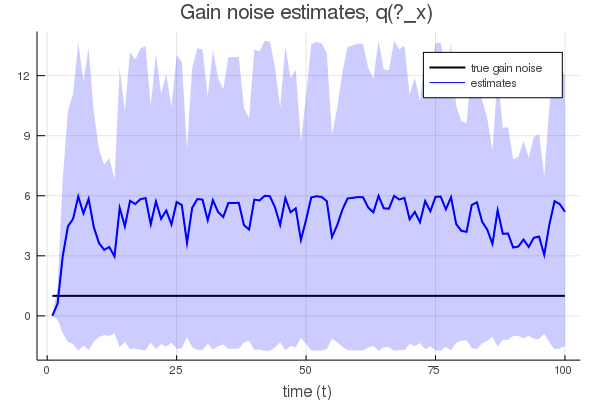 Gain noise estimates, q(?_x)
true gain noise
estimates
12
9
6
3
0
0
25
50
75
100
time (t)